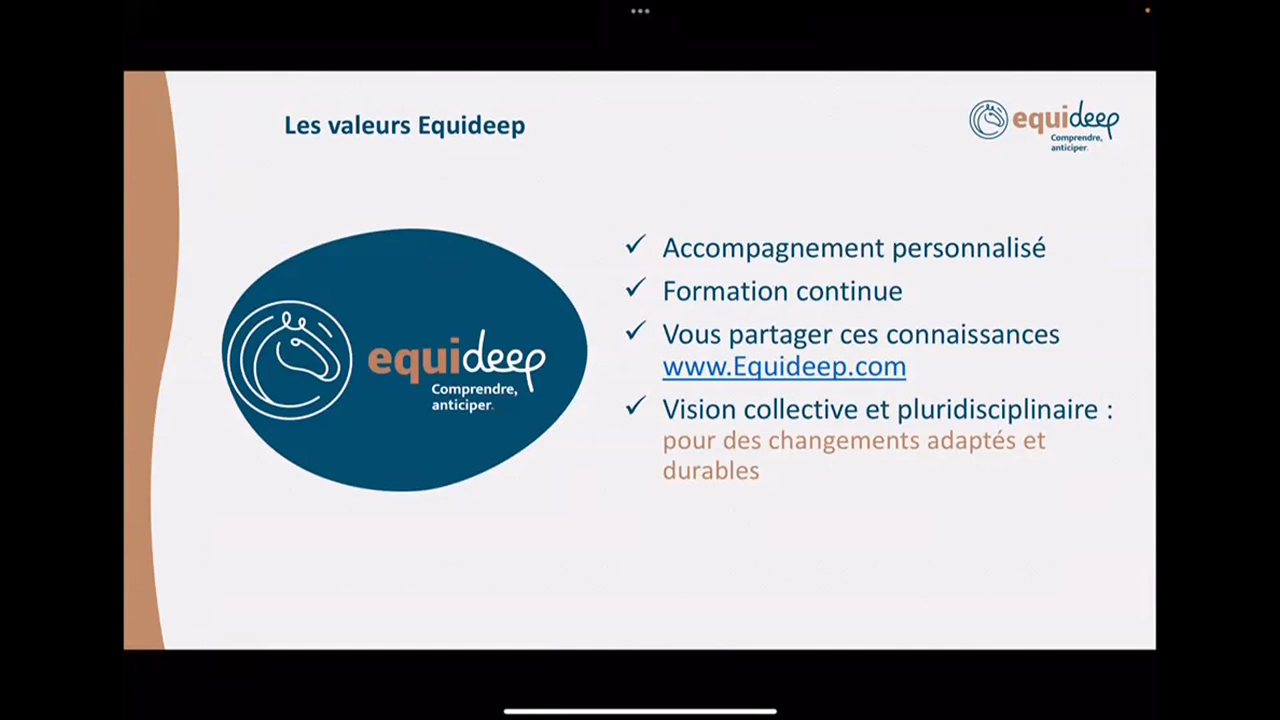 Les valeurs Equideep
equideep
Comprendre,
anticiper.
equideep
Comprendre,
anticiper.
✓ Accompagnement personnalisé
✓ Formation continue
✓ Vous partager ces connaissances
www.Equideep.com
✓ Vision collective et pluridisciplinaire :
pour des changements adaptés et
durables